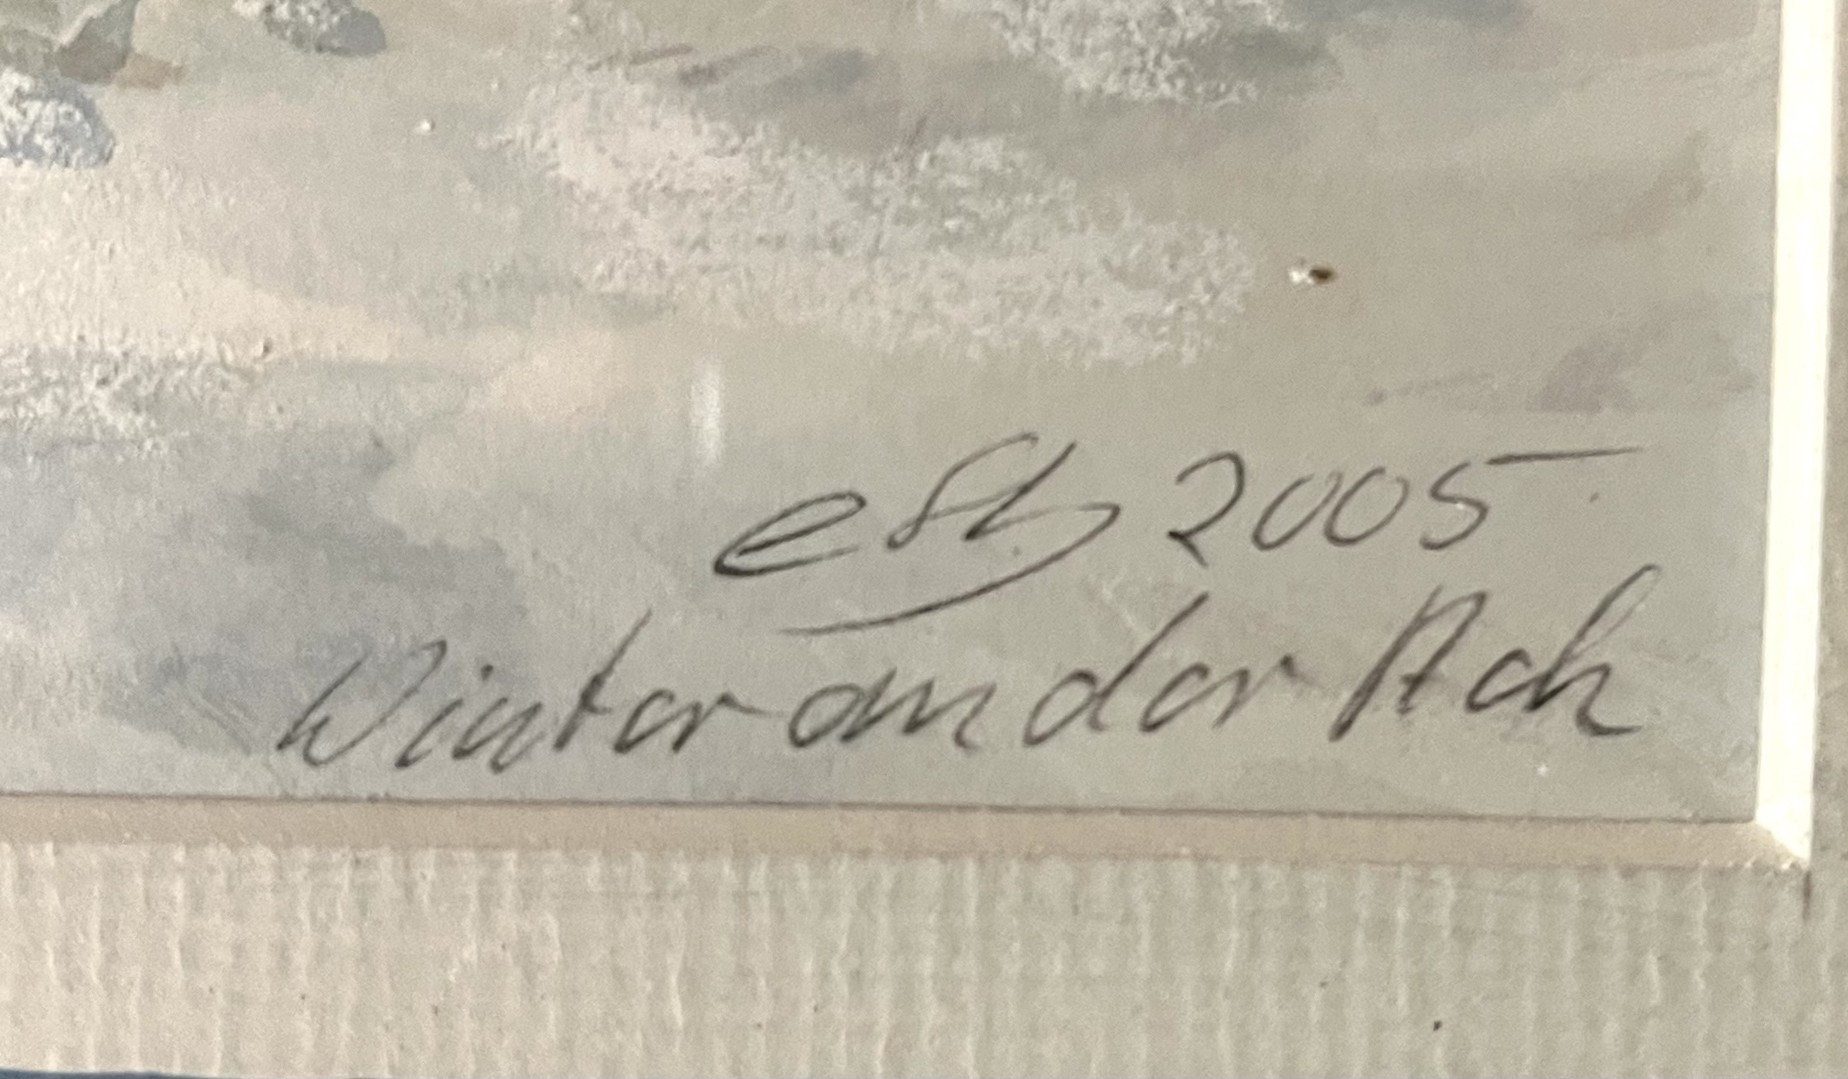 2005
Winter an der Ach